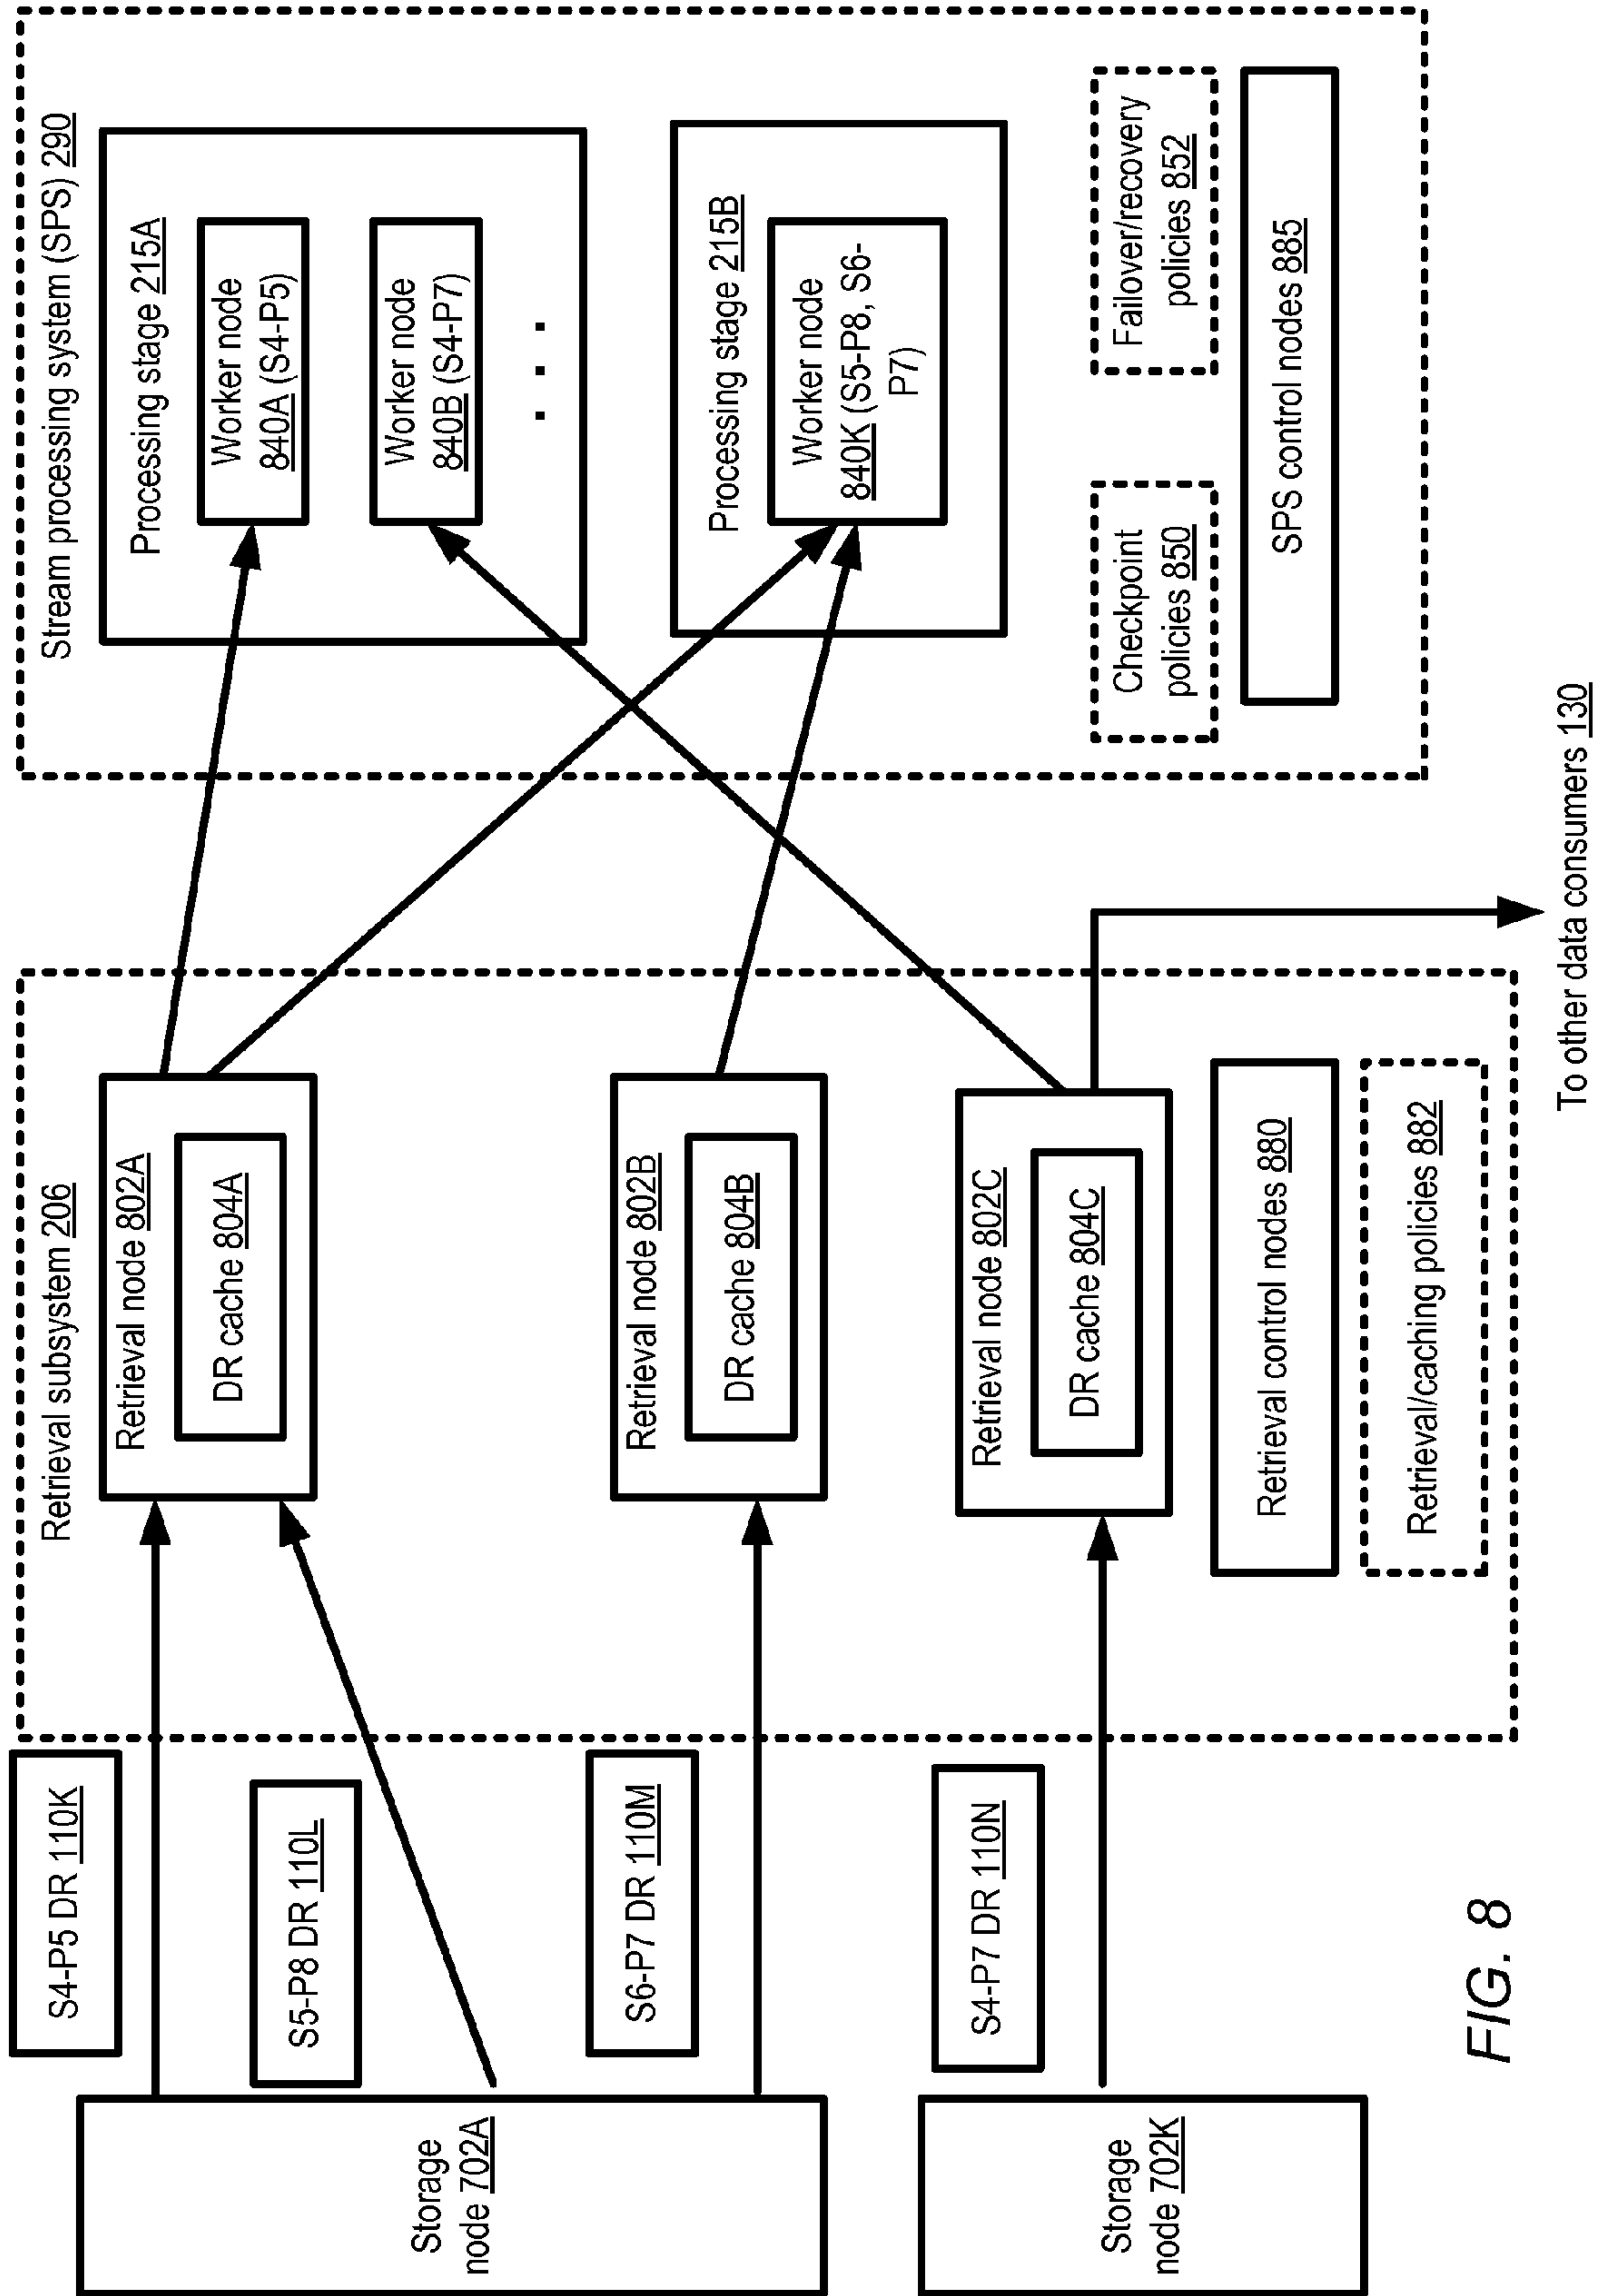 Storage
node 702A
Storage
node 702K
S4-P5 DR 110K
S5-P8 DR 110L
S6-P7 DR 110M
S4-P7 DR 110N
Retrieval subsystem 206
Retrieval node 802A
DR cache 804A
Retrieval node 802B
DR cache 804B
Retrieval node 802C
DR cache 804C
Retrieval control nodes 880
Retrieval/caching policies 882
Stream processing system (SPS) 290
Processing stage 215A
Worker node
840A (S4-P5)
Worker node
840B (S4-P7)
. . .
Processing stage 215B
Worker node
840K (S5-P8, S6-
P7)
Checkpoint
policies 850
Failover/recovery
policies 852
SPS control nodes 885
To other data consumers 130
FIG. 8